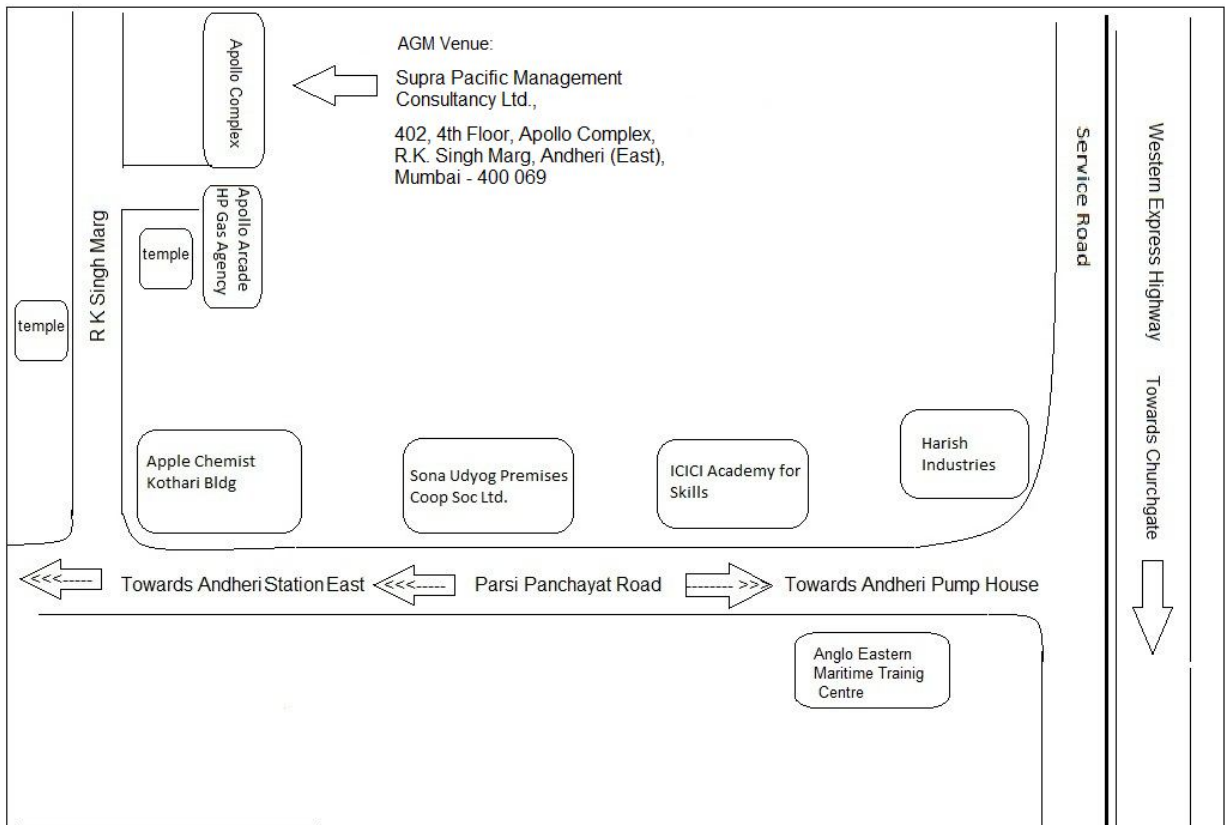 AGM Venue:
Supra Pacific Management
Consultancy Ltd.,
402, 4th Floor, Apollo Complex,
R.K. Singh Marg, Andheri (East),
Mumbai - 400 069
Apollo Complex
Apollo Arcade
HP Gas Agency
temple
temple
R K Singh Marg
Service Road
Western Express Highway
Towards Churchgate
Apple Chemist
Kothari Bldg
Sona Udyog Premises
Coop Soc Ltd.
ICICI Academy for
Skills
Harish
Industries
<<<----- Towards Andheri Station East <<<----- Parsi Panchayat Road ------- >>> Towards Andheri Pump House
Anglo Eastern
Maritime Trainig
Centre